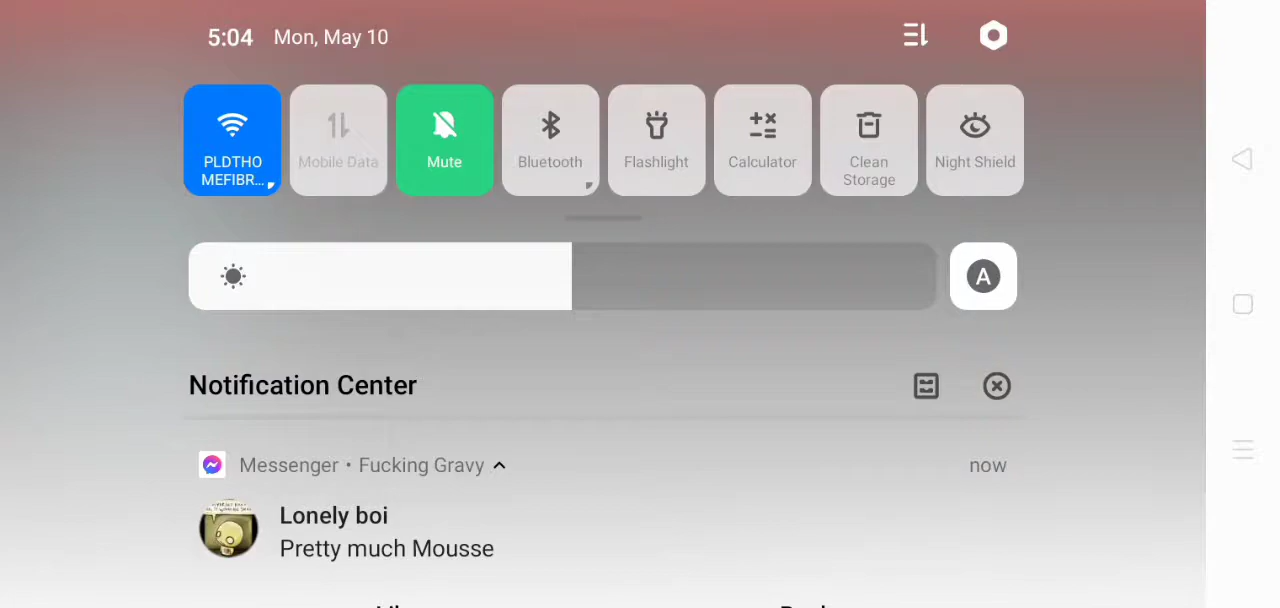 5:04 Mon, May 10
PLDTHO
MEFIBR...
Mobile Data
Mute
Bluetooth
Flashlight
Calculator
Clean
Storage
Night Shield
A
Notification Center
Messenger • Fucking Gravy now
Lonely boi
Pretty much Mousse